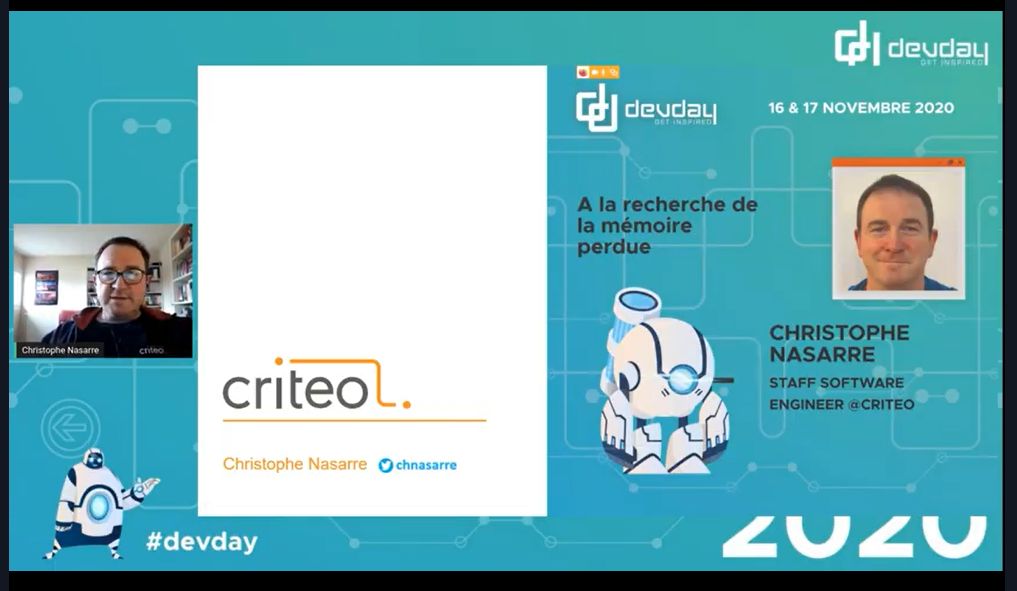 devday
GET INSPIRED
devday
GET INSPIRED
16 & 17 NOVEMBRE 2020
A la recherche de
la mémoire
perdue
Christophe Nasarre
criteo
CHRISTOPHE
NASARRE
STAFF SOFTWARE
ENGINEER @CRITEO
criteo.
Christophe Nasarre chnasarre
#devday
2020